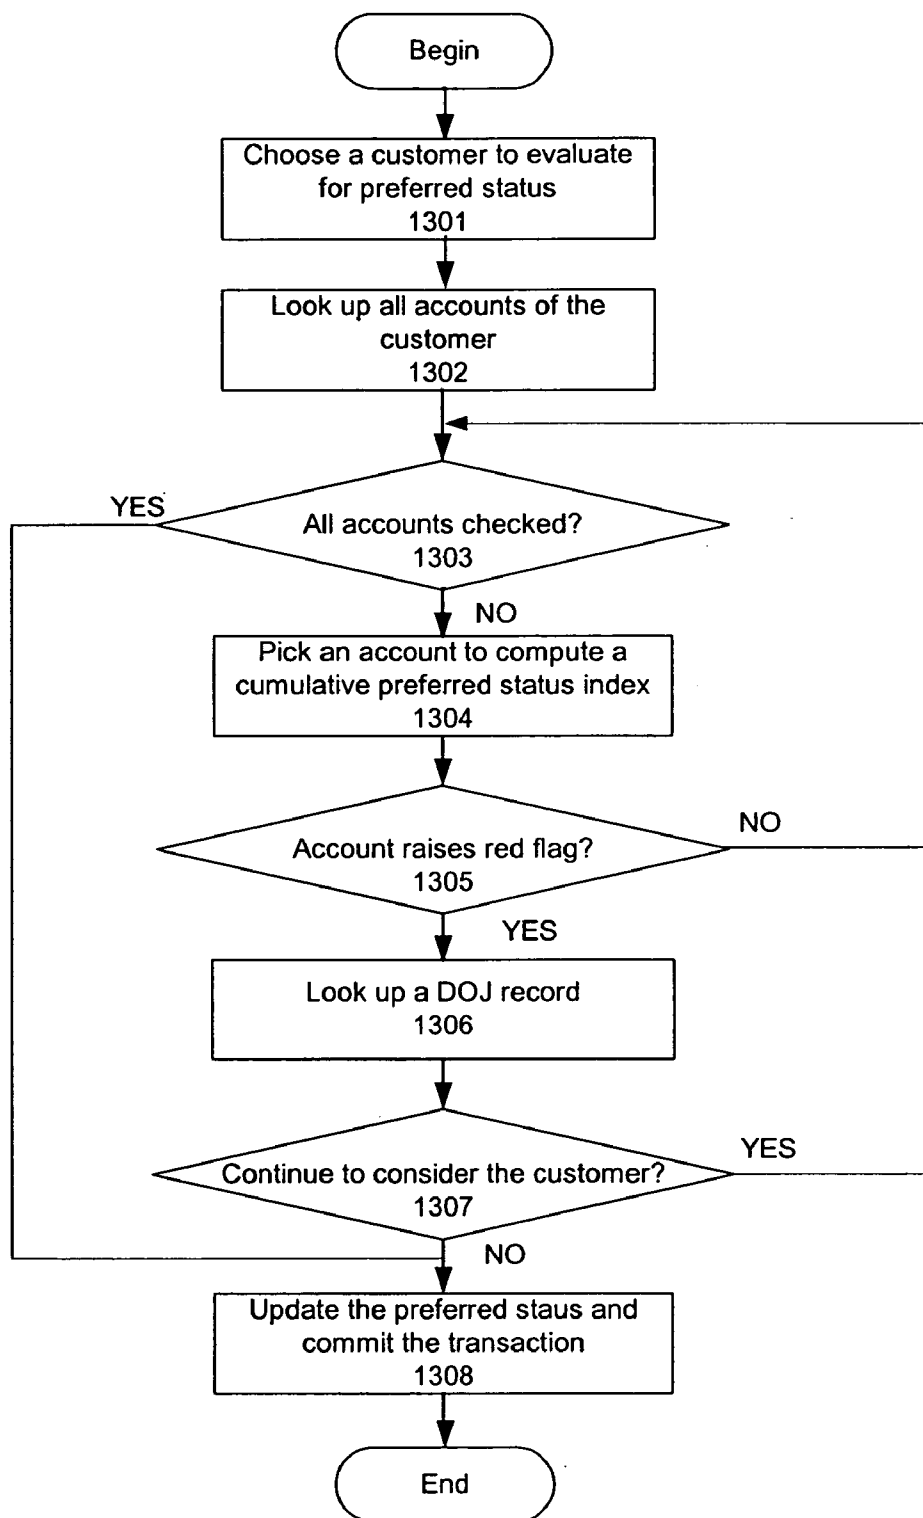 Begin
Choose a customer to evaluate
for preferred status
1301
Look up all accounts of the
customer
1302
YES
All accounts checked?
1303
NO
Pick an account to compute a
cumulative preferred status index
1304
NO
Account raises red flag?
1305
YES
Look up a DOJ record
1306
YES
Continue to consider the customer?
1307
NO
Update the preferred staus and
commit the transaction
1308
End